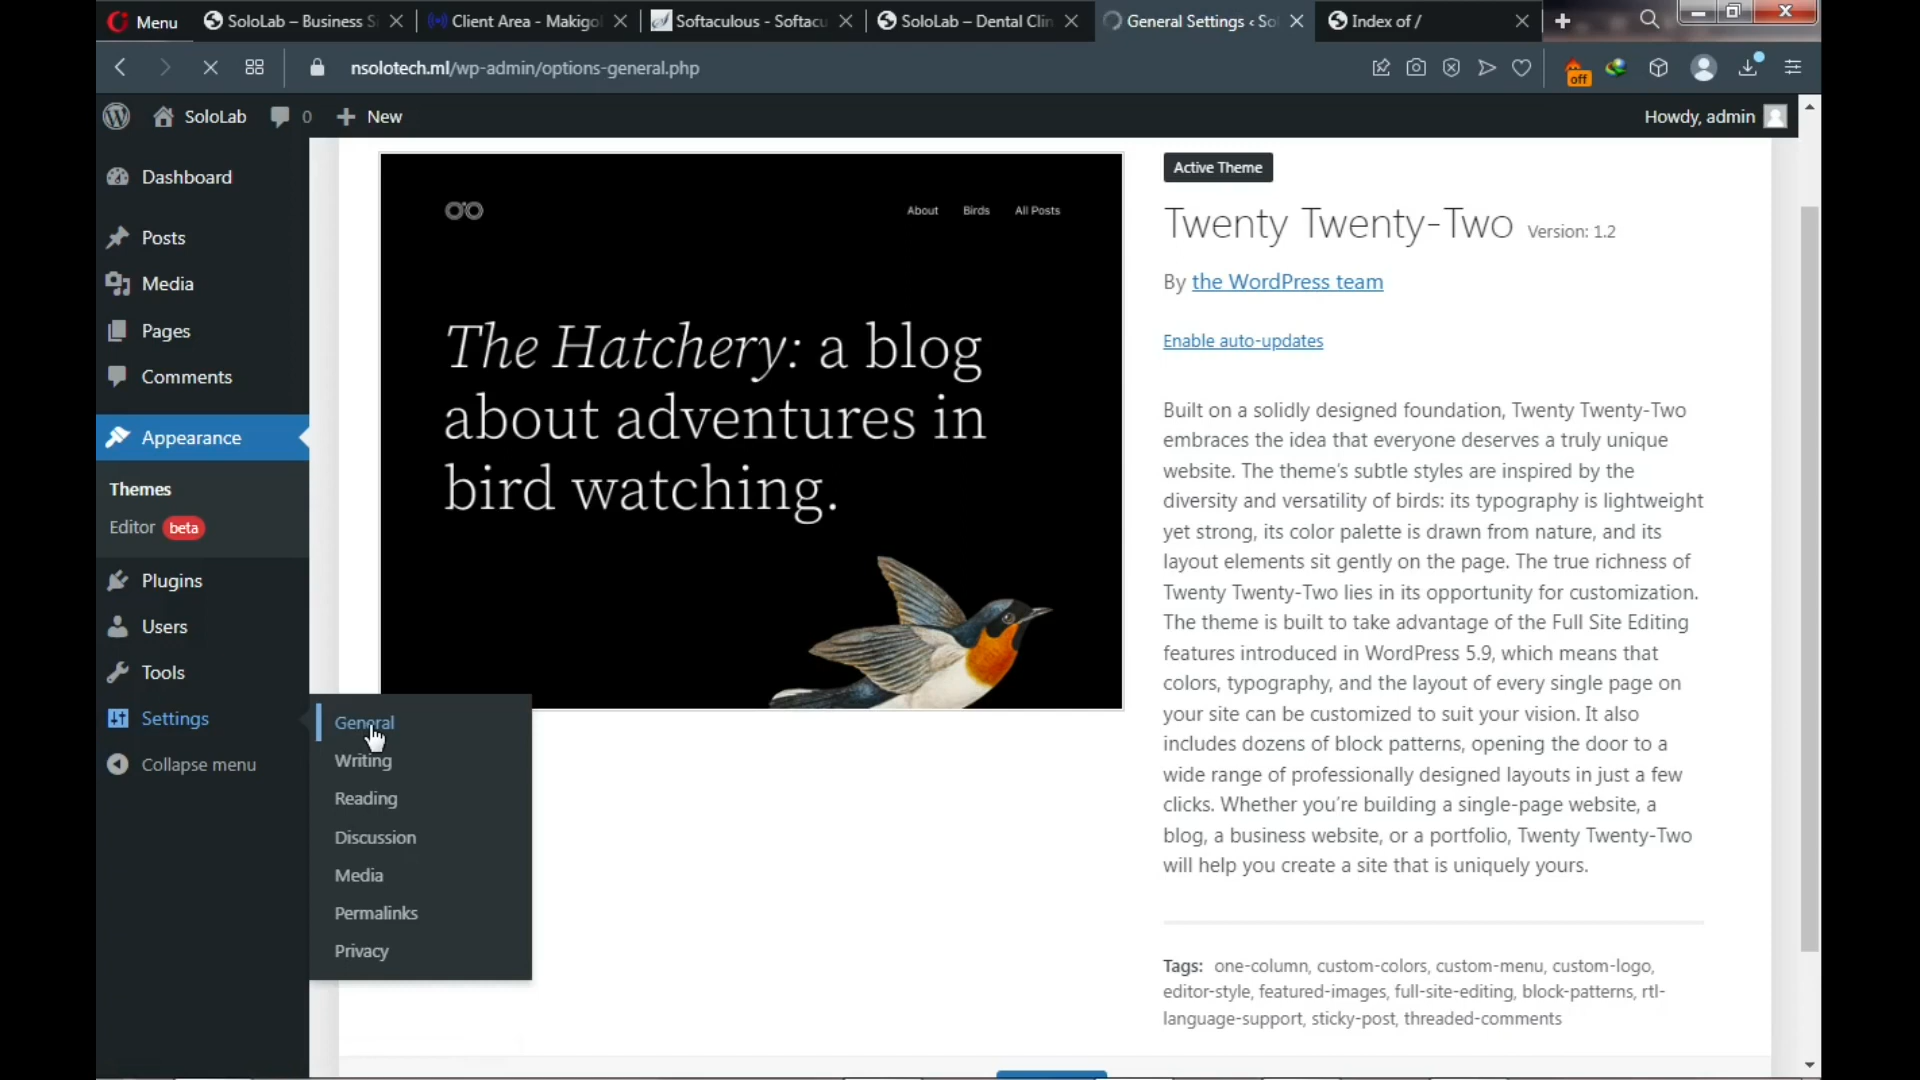 Menu
SoloLab – Business Si
Client Area - Makigol
Softaculous - Softacu
SoloLab – Dental Clin
General Settings ‹ So
Index of /
nsolotech.ml/wp-admin/options-general.php
off
SoloLab
0
New
Howdy, admin
Dashboard
Posts
Media
Pages
Comments
Appearance
Themes
Editor beta
Plugins
Users
Tools
Settings
Collapse menu
General
Writing
Reading
Discussion
Media
Permalinks
Privacy
About Birds All Posts
The Hatchery: a blog
about adventures in
bird watching.
Active Theme
Twenty Twenty-Two Version: 1.2
By the WordPress team
Enable auto-updates
Built on a solidly designed foundation, Twenty Twenty-Two
embraces the idea that everyone deserves a truly unique
website. The theme’s subtle styles are inspired by the
diversity and versatility of birds: its typography is lightweight
yet strong, its color palette is drawn from nature, and its
layout elements sit gently on the page. The true richness of
Twenty Twenty-Two lies in its opportunity for customization.
The theme is built to take advantage of the Full Site Editing
features introduced in WordPress 5.9, which means that
colors, typography, and the layout of every single page on
your site can be customized to suit your vision. It also
includes dozens of block patterns, opening the door to a
wide range of professionally designed layouts in just a few
clicks. Whether you’re building a single-page website, a
blog, a business website, or a portfolio, Twenty Twenty-Two
will help you create a site that is uniquely yours.
Tags: one-column, custom-colors, custom-menu, custom-logo,
editor-style, featured-images, full-site-editing, block-patterns, rtl-
language-support, sticky-post, threaded-comments